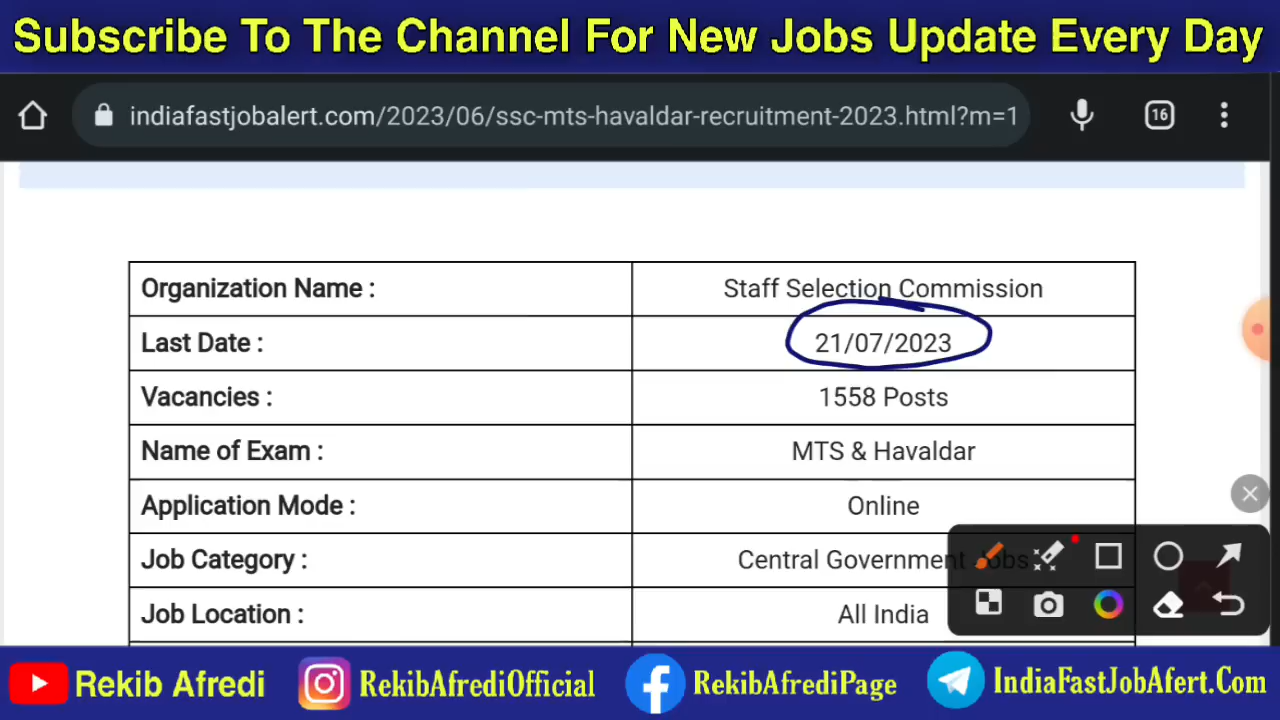 Subscribe To The Channel For New Jobs Update Every Day
indiafastjobalert.com/2023/06/ssc-mts-havaldar-recruitment-2023.html?m=1
16
Organization Name : Staff Selection Commission
Last Date : 21/07/2023
Vacancies : 1558 Posts
Name of Exam : MTS & Havaldar
Application Mode : Online
Job Category : Central Government Jobs
Job Location : All India
Rekib Afredi RekibAfrediOfficial RekibAfrediPage IndiaFastJobAfert.Com